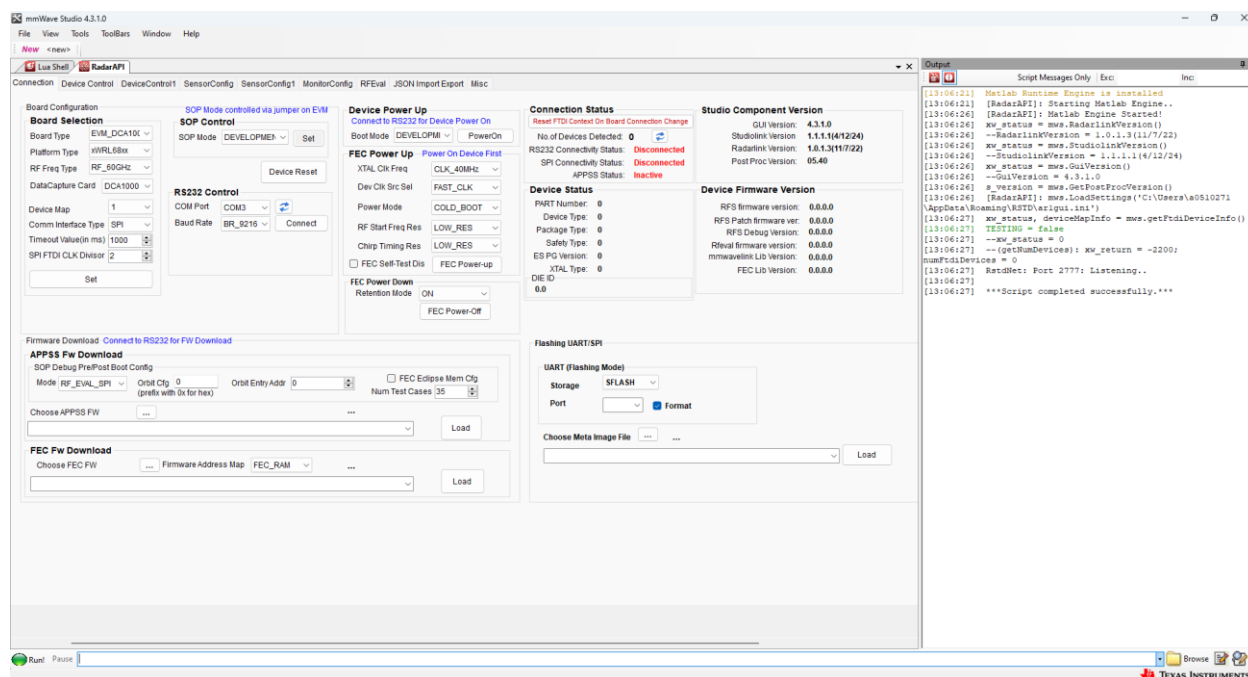 mmWave Studio 4.3.1.0
File View Tools ToolBars Window Help
New <new>
Lua Shell RadarAPI
Connection Device Control DeviceControl1 SensorConfig SensorConfig1 MonitorConfig RFEval JSON Import Export Misc
Board Configuration
Board Selection
Board Type EVM_DCA10(
Platform Type xWRL68xx
RF Freq Type RF_60GHz
DataCapture Card DCA1000
Device Map 1
Comm Interface Type SPI
Timeout Value(in ms) 1000
SPI FTDI CLK Divisor 2
Set
SOP Mode controlled via jumper on EVM
SOP Control
SOP Mode DEVELOPMEN Set
Device Reset
RS232 Control
COM Port COM3
Baud Rate BR_9216 Connect
Device Power Up
Connect to RS232 for Device Power On
Boot Mode DEVELOPMI PowerOn
FEC Power Up Power On Device First
XTAL Clk Freq CLK_40MHz
Dev Clk Src Sel FAST_CLK
Power Mode COLD_BOOT
RF Start Freq Res LOW_RES
Chirp Timing Res LOW_RES
FEC Self-Test Dis FEC Power-up
FEC Power Down
Retention Mode ON
FEC Power-Off
Connection Status
Reset FTDI Context On Board Connection Change
No.of Devices Detected: 0
RS232 Connectivity Status: Disconnected
SPI Connectivity Status: Disconnected
APPSS Status: Inactive
Device Status
PART Number: 0
Device Type: 0
Package Type: 0
Safety Type: 0
ES PG Version: 0
XTAL Type: 0
DIE ID
0.0
Studio Component Version
GUI Version: 4.3.1.0
Studiolink Version 1.1.1.1(4/12/24)
Radarlink Version: 1.0.1.3(11/7/22)
Post Proc Version: 05.40
Device Firmware Version
RFS firmware version: 0.0.0.0
RFS Patch firmware ver: 0.0.0.0
RFS Debug Version: 0.0.0.0
Rfeval firmware version: 0.0.0.0
mmwavelink Lib Version: 0.0.0.0
FEC Lib Version: 0.0.0.0
Firmware Download Connect to RS232 for FW Download
APPSS Fw Download
SOP Debug Pre/Post Boot Config
Mode RF_EVAL_SPI Orbit Cfg 0 Orbit Entry Addr 0 FEC Eclipse Mem Cfg
(prefix with 0x for hex) Num Test Cases 35
Choose APPSS FW ... ...
Load
FEC Fw Download
Choose FEC FW ... Firmware Address Map FEC_RAM ...
Load
Flashing UART/SPI
UART (Flashing Mode)
Storage SFLASH
Port Format
Choose Meta Image File ... ...
Load
Output
Script Messages Only Exc: Inc:
[13:06:21] Matlab Runtime Engine is installed
[13:06:21] [RadarAPI]: Starting Matlab Engine..
[13:06:26] [RadarAPI]: Matlab Engine Started!
[13:06:26] xw_status = mws.RadarlinkVersion()
[13:06:26] --RadarlinkVersion = 1.0.1.3(11/7/22)
[13:06:26] xw_status = mws.StudiolinkVersion()
[13:06:26] --StudiolinkVersion = 1.1.1.1(4/12/24)
[13:06:26] xw_status = mws.GuiVersion()
[13:06:26] --GuiVersion = 4.3.1.0
[13:06:26] s_version = mws.GetPostProcVersion()
[13:06:26] xw_status = mws.LoadSettings('C:\Users\a0510271
\AppData\Roaming\RSTD\ar1gui.ini')
[13:06:27] xw_status, deviceMapInfo = mws.getFtdiDeviceInfo()
[13:06:27] TESTING = false
[13:06:27] --xw_status = 0
[13:06:27] --(getNumDevices): xw_return = -2200;
numFtdiDevices = 0
[13:06:27] RstdNet: Port 2777: Listening..
[13:06:27]
[13:06:27] ***Script completed successfully.***
Run! Pause Browse
TEXAS INSTRUMENTS